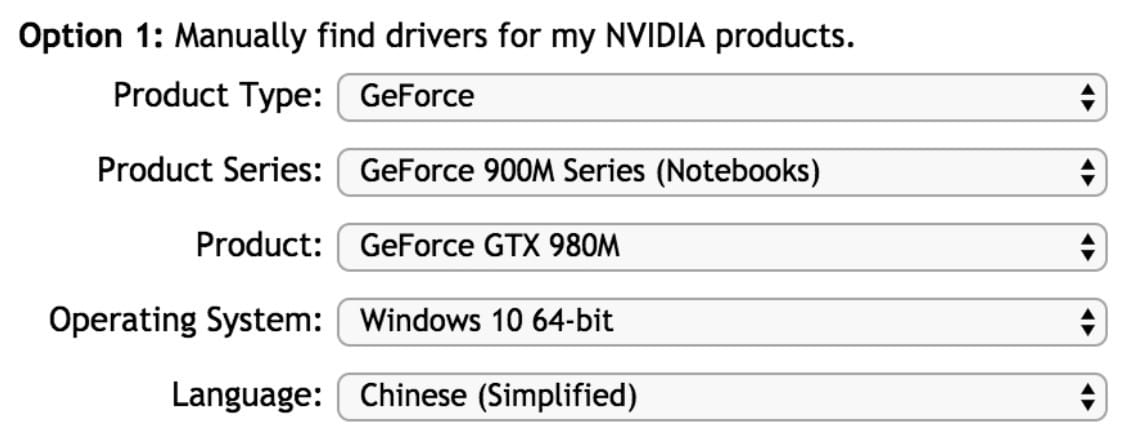 Option 1: Manually find drivers for my NVIDIA products.
Product Type: GeForce
Product Series: GeForce 900M Series (Notebooks)
Product: GeForce GTX 980M
Operating System: Windows 10 64-bit
Language: Chinese (Simplified)